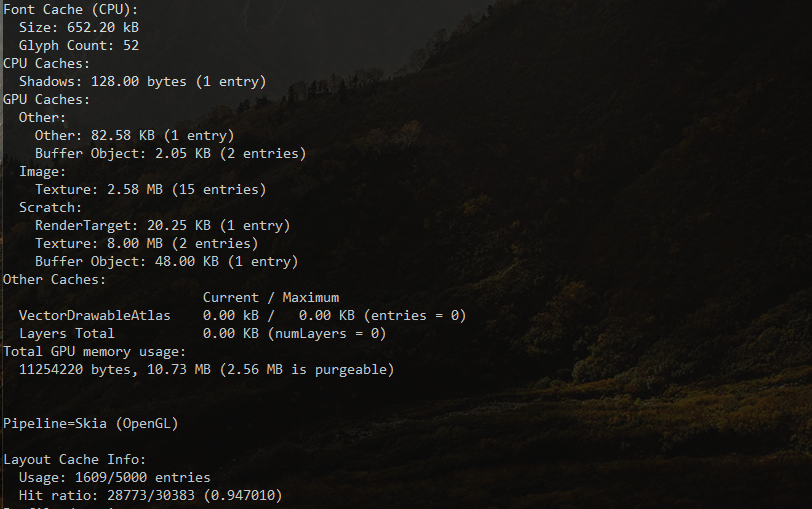 Font Cache (CPU):
  Size: 652.20 kB
  Glyph Count: 52
CPU Caches:
  Shadows: 128.00 bytes (1 entry)
GPU Caches:
  Other:
    Other: 82.58 KB (1 entry)
    Buffer Object: 2.05 KB (2 entries)
  Image:
    Texture: 2.58 MB (15 entries)
  Scratch:
    RenderTarget: 20.25 KB (1 entry)
    Texture: 8.00 MB (2 entries)
    Buffer Object: 48.00 KB (1 entry)
Other Caches:
                         Current / Maximum
  VectorDrawableAtlas    0.00 kB /   0.00 KB (entries = 0)
  Layers Total           0.00 KB (numLayers = 0)
Total GPU memory usage:
  11254220 bytes, 10.73 MB (2.56 MB is purgeable)
Pipeline=Skia (OpenGL)
Layout Cache Info:
  Usage: 1609/5000 entries
  Hit ratio: 28773/30383 (0.947010)